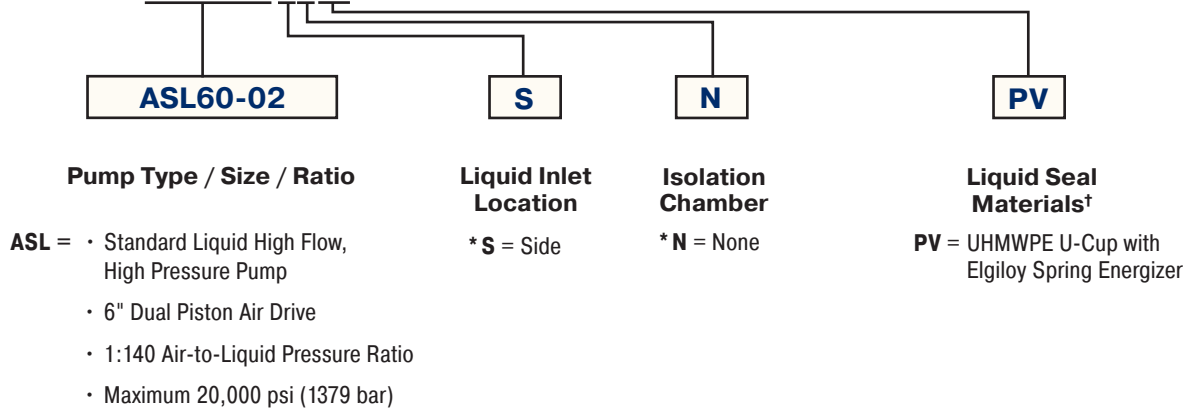 ASL60-02 S N PV
Pump Type / Size / Ratio
ASL = · Standard Liquid High Flow,
High Pressure Pump
· 6" Dual Piston Air Drive
· 1:140 Air-to-Liquid Pressure Ratio
· Maximum 20,000 psi (1379 bar)
Liquid Inlet
Location
* S = Side
Isolation
Chamber
* N = None
Liquid Seal
Materials†
PV = UHMWPE U-Cup with
Elgiloy Spring Energizer